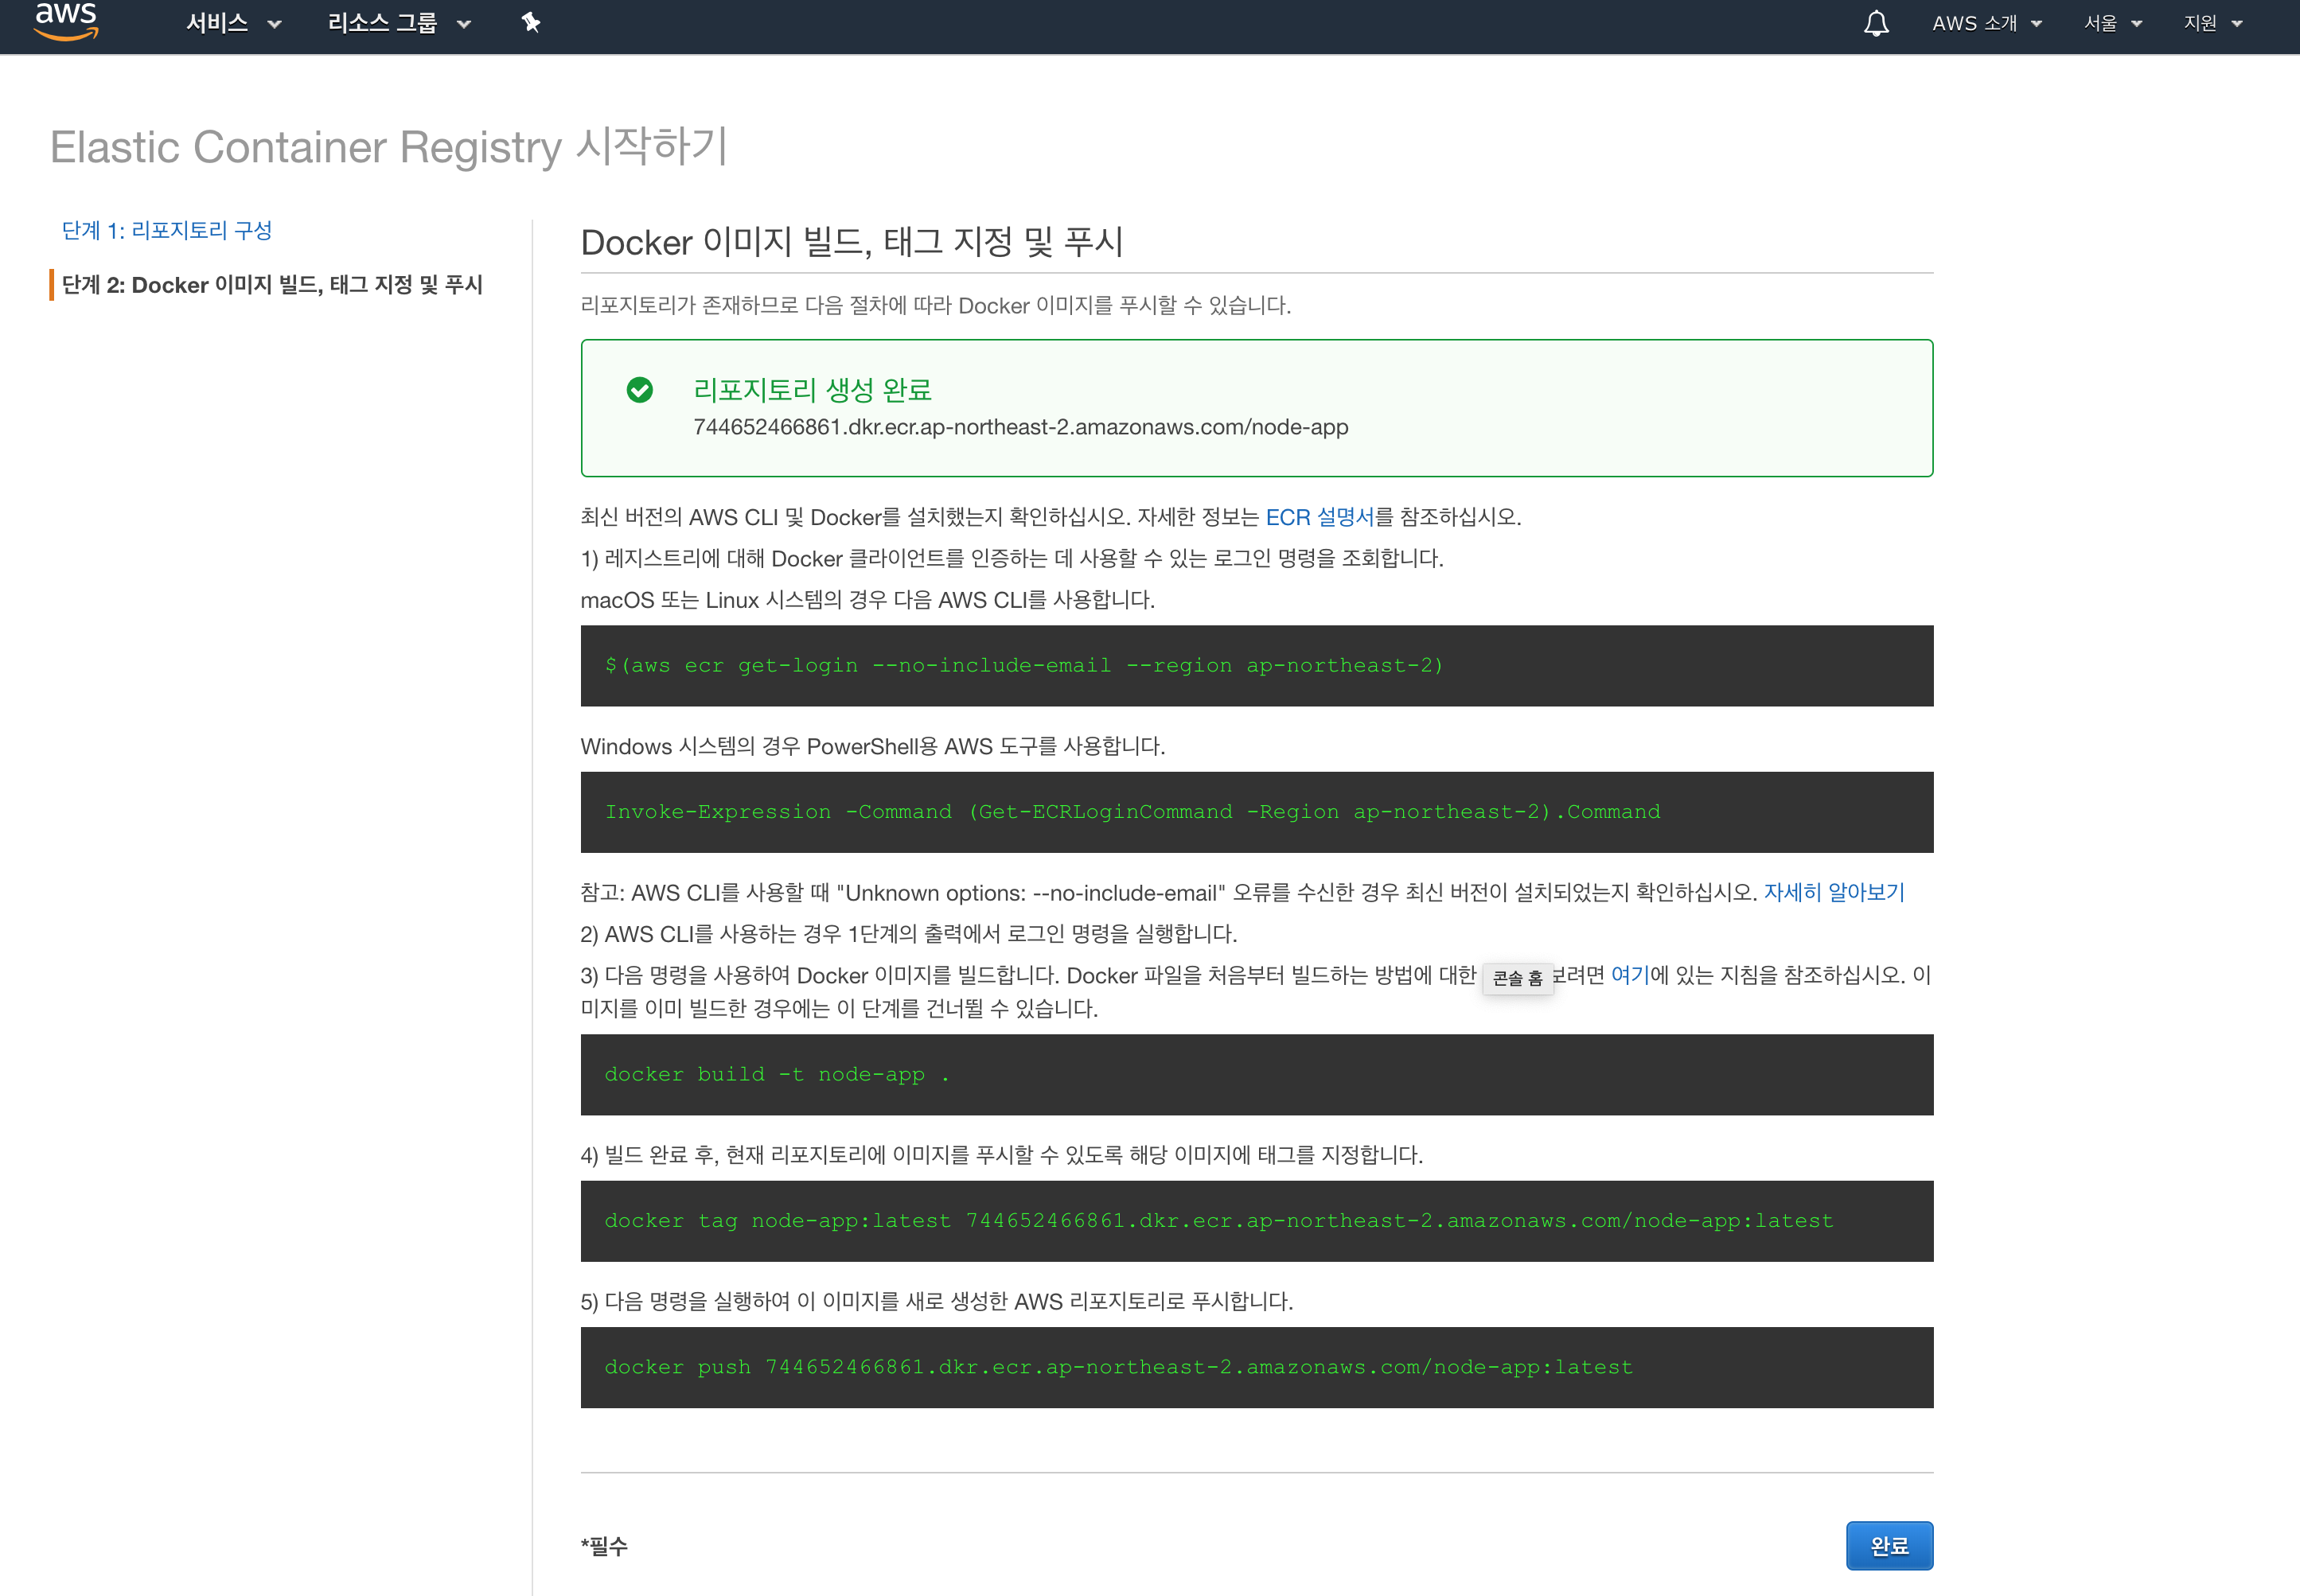 aws
서비스
리소스 그룹
AWS 소개
서울
지원
Elastic Container Registry 시작하기
단계 1: 리포지토리 구성
단계 2: Docker 이미지 빌드, 태그 지정 및 푸시
Docker 이미지 빌드, 태그 지정 및 푸시
리포지토리가 존재하므로 다음 절차에 따라 Docker 이미지를 푸시할 수 있습니다.
리포지토리 생성 완료
744652466861.dkr.ecr.ap-northeast-2.amazonaws.com/node-app
최신 버전의 AWS CLI 및 Docker를 설치했는지 확인하십시오. 자세한 정보는 ECR 설명서를 참조하십시오.
1) 레지스트리에 대해 Docker 클라이언트를 인증하는 데 사용할 수 있는 로그인 명령을 조회합니다.
macOS 또는 Linux 시스템의 경우 다음 AWS CLI를 사용합니다.
$(aws ecr get-login --no-include-email --region ap-northeast-2)
Windows 시스템의 경우 PowerShell용 AWS 도구를 사용합니다.
Invoke-Expression -Command (Get-ECRLoginCommand -Region ap-northeast-2).Command
참고: AWS CLI를 사용할 때 "Unknown options: --no-include-email" 오류를 수신한 경우 최신 버전이 설치되었는지 확인하십시오. 자세히 알아보기
2) AWS CLI를 사용하는 경우 1단계의 출력에서 로그인 명령을 실행합니다.
3) 다음 명령을 사용하여 Docker 이미지를 빌드합니다. Docker 파일을 처음부터 빌드하는 방법에 대한 콘솔 홈 보려면 여기에 있는 지침을 참조하십시오. 이
미지를 이미 빌드한 경우에는 이 단계를 건너뛸 수 있습니다.
docker build -t node-app .
4) 빌드 완료 후, 현재 리포지토리에 이미지를 푸시할 수 있도록 해당 이미지에 태그를 지정합니다.
docker tag node-app:latest 744652466861.dkr.ecr.ap-northeast-2.amazonaws.com/node-app:latest
5) 다음 명령을 실행하여 이 이미지를 새로 생성한 AWS 리포지토리로 푸시합니다.
docker push 744652466861.dkr.ecr.ap-northeast-2.amazonaws.com/node-app:latest
*필수
완료